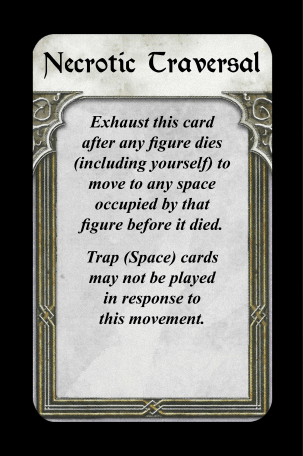 Necrotic Traversal
Exhaust this card
after any figure dies
(including yourself) to
move to any space
occupied by that
figure before it died.
Trap (Space) cards
may not be played
in response to
this movement.